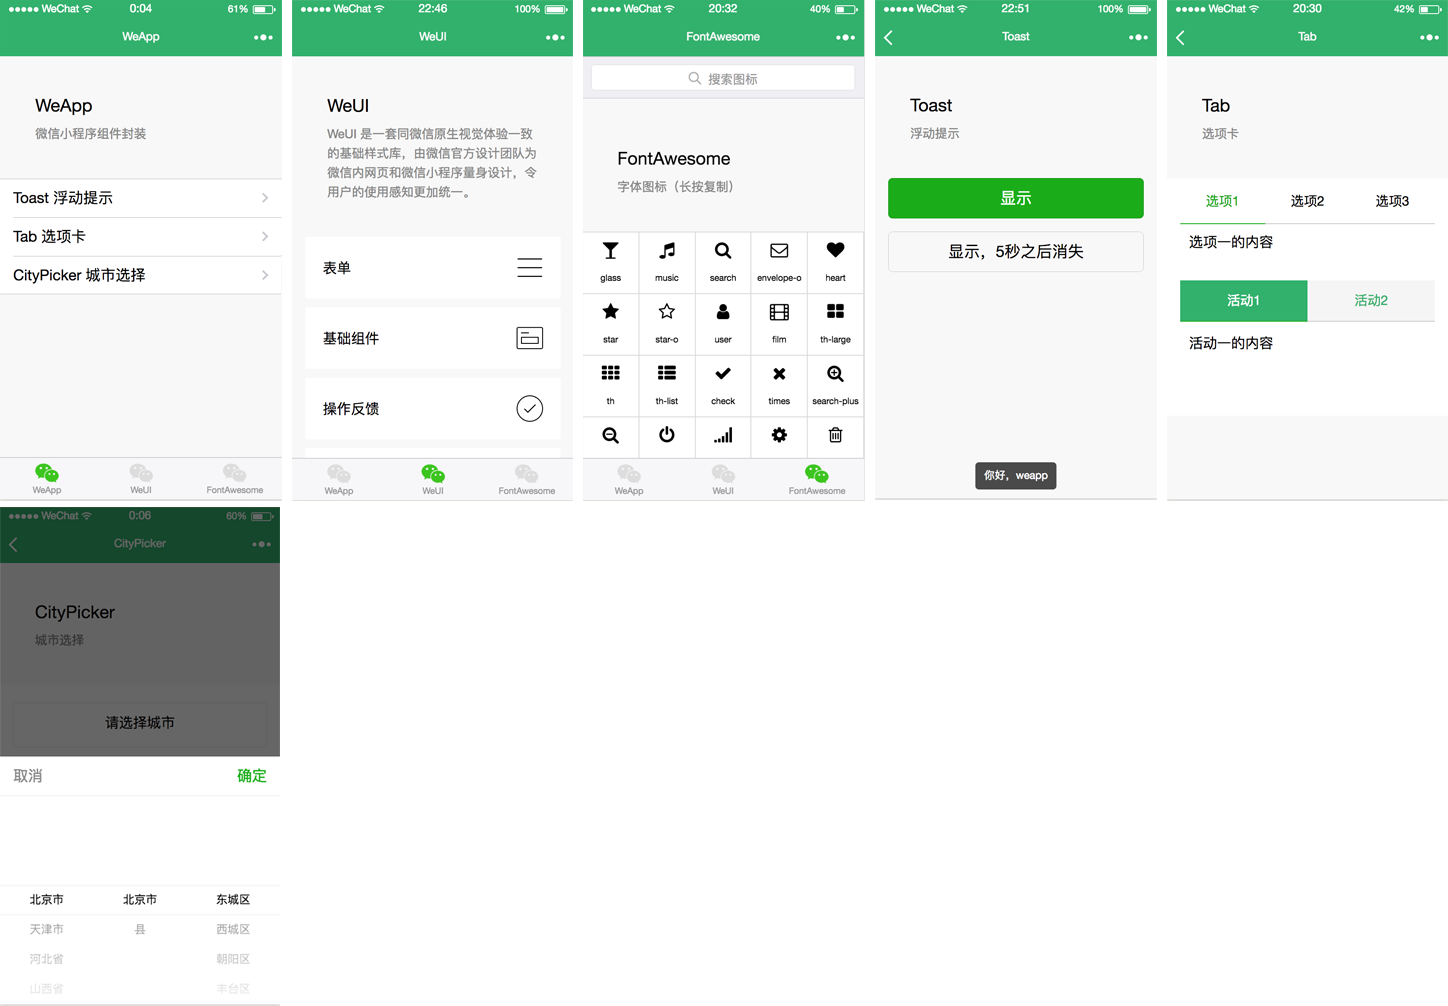 WeChat 0:04 61%
WeApp
WeApp
微信小程序组件封装
Toast 浮动提示
Tab 选项卡
CityPicker 城市选择
WeApp WeUI FontAwesome
WeChat 22:46 100%
WeUI
WeUI
WeUI 是一套同微信原生视觉体验一致
的基础样式库，由微信官方设计团队为
微信内网页和微信小程序量身设计，令
用户的使用感知更加统一。
表单
基础组件
操作反馈
WeApp WeUI FontAwesome
WeChat 20:32 40%
FontAwesome
搜索图标
FontAwesome
字体图标（长按复制）
glass music search envelope-o heart
star star-o user film th-large
th th-list check times search-plus
WeApp WeUI FontAwesome
WeChat 22:51 100%
Toast
Toast
浮动提示
显示
显示，5秒之后消失
你好，weapp
WeChat 20:30 42%
Tab
Tab
选项卡
选项1 选项2 选项3
选项一的内容
活动1 活动2
活动一的内容
WeChat 0:06 60%
CityPicker
CityPicker
城市选择
请选择城市
取消 确定
北京市 北京市 东城区
天津市 县 西城区
河北省 朝阳区
山西省 丰台区